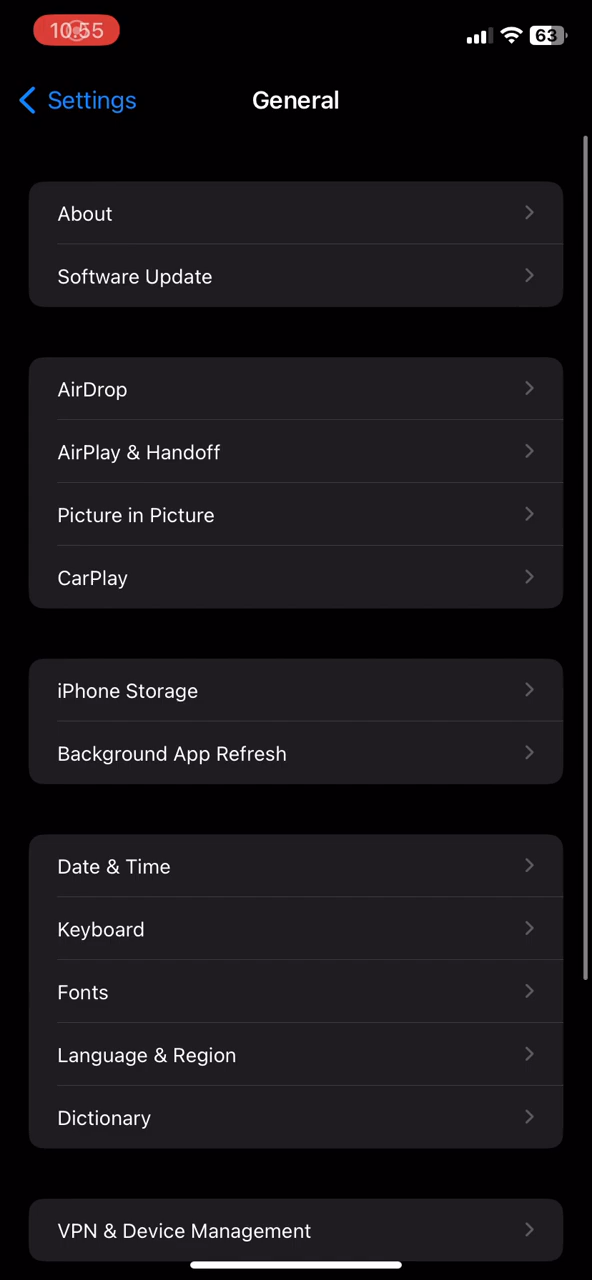 10:55
63
Settings
General
About
Software Update
AirDrop
AirPlay & Handoff
Picture in Picture
CarPlay
iPhone Storage
Background App Refresh
Date & Time
Keyboard
Fonts
Language & Region
Dictionary
VPN & Device Management